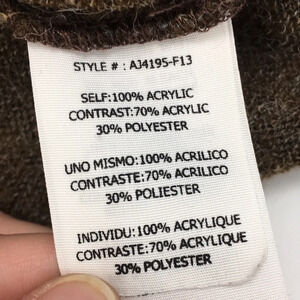 STYLE # : AJ4195-F13
SELF:100% ACRYLIC
CONTRAST:70% ACRYLIC
30% POLYESTER
UNO MISMO:100% ACRILICO
CONTRASTE:70% ACRILICO
30% POLIESTER
INDIVIDU:100% ACRYLIQUE
CONTRASTE:70% ACRYLIQUE
30% POLYESTER